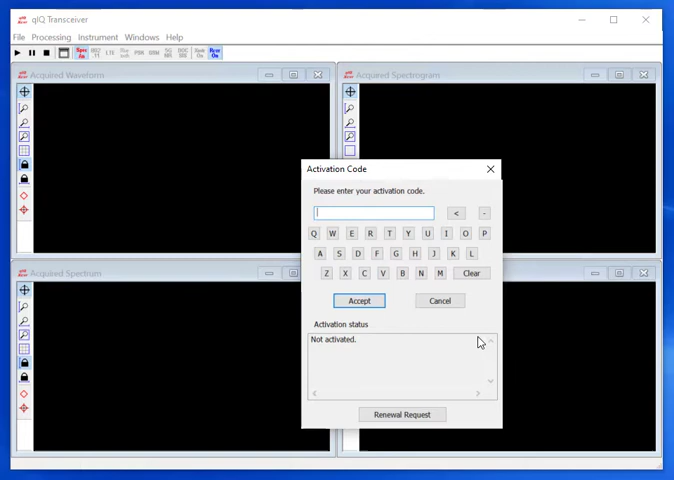 qIQ Transceiver
File Processing Instrument Windows Help
LTE
Acquired Waveform
Acquired Spectrogram
Activation Code
Please enter your activation code.
< -
Q W E R T Y U I O P
A S D F G H J K L
Z X C V B N M Clear
Accept Cancel
Acquired Spectrum
Activation status
Not activated.
Renewal Request